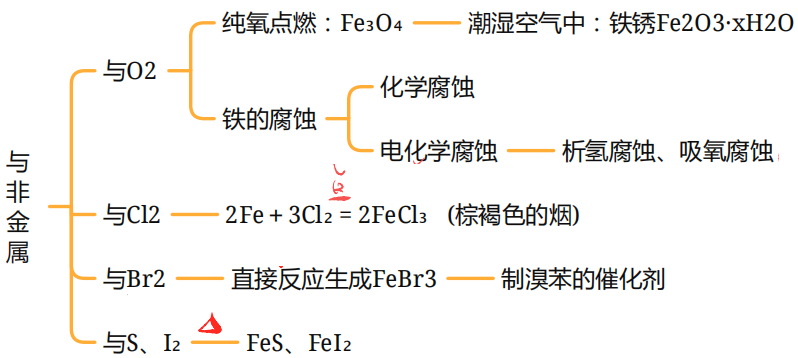 与非金属
与O2
纯氧点燃：Fe₃O₄
潮湿空气中：铁锈Fe2O3·xH2O
铁的腐蚀
化学腐蚀
电化学腐蚀
析氢腐蚀、吸氧腐蚀
与Cl2
2Fe + 3Cl₂ = 2FeCl₃ (棕褐色的烟)
与Br2
直接反应生成FeBr3
制溴苯的催化剂
与S、I₂
△
FeS、FeI₂